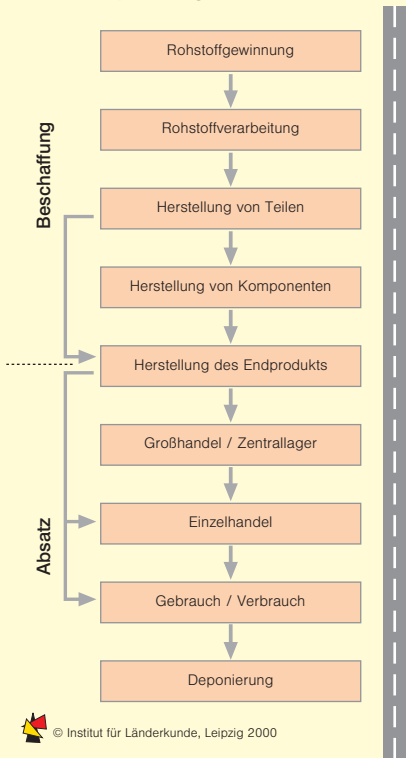 Rohstoffgewinnung
Rohstoffverarbeitung
Beschaffung
Herstellung von Teilen
Herstellung von Komponenten
Herstellung des Endprodukts
Großhandel / Zentrallager
Einzelhandel
Absatz
Gebrauch / Verbrauch
Deponierung
© Institut für Länderkunde, Leipzig 2000